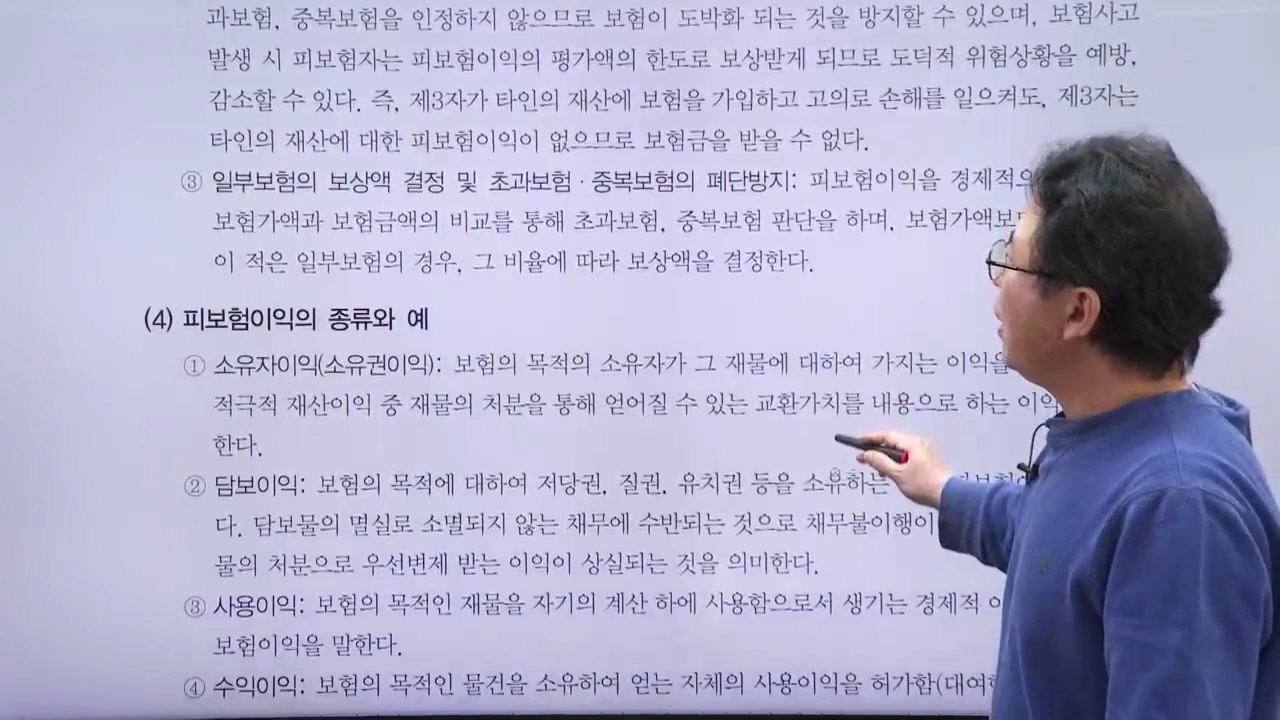 과보험, 중복보험을 인정하지 않으므로 보험이 도박화 되는 것을 방지할 수 있으며, 보험사고
발생 시 피보험자는 피보험이익의 평가액의 한도로 보상받게 되므로 도덕적 위험상황을 예방,
감소할 수 있다. 즉, 제3자가 타인의 재산에 보험을 가입하고 고의로 손해를 일으켜도, 제3자는
타인의 재산에 대한 피보험이익이 없으므로 보험금을 받을 수 없다.
③ 일부보험의 보상액 결정 및 초과보험·중복보험의 폐단방지: 피보험이익을 경제적으
보험가액과 보험금액의 비교를 통해 초과보험, 중복보험 판단을 하며, 보험가액보다
이 적은 일부보험의 경우, 그 비율에 따라 보상액을 결정한다.
(4) 피보험이익의 종류와 예
① 소유자이익(소유권이익): 보험의 목적의 소유자가 그 재물에 대하여 가지는 이익을
적극적 재산이익 중 재물의 처분을 통해 얻어질 수 있는 교환가치를 내용으로 하는 이익
한다.
② 담보이익: 보험의 목적에 대하여 저당권, 질권, 유치권 등을 소유하는
다. 담보물의 멸실로 소멸되지 않는 채무에 수반되는 것으로 채무불이행이
물의 처분으로 우선변제 받는 이익이 상실되는 것을 의미한다.
③ 사용이익: 보험의 목적인 재물을 자기의 계산 하에 사용함으로서 생기는 경제적
보험이익을 말한다.
④ 수익이익: 보험의 목적인 물건을 소유하여 얻는 자체의 사용이익을 허가함(대여